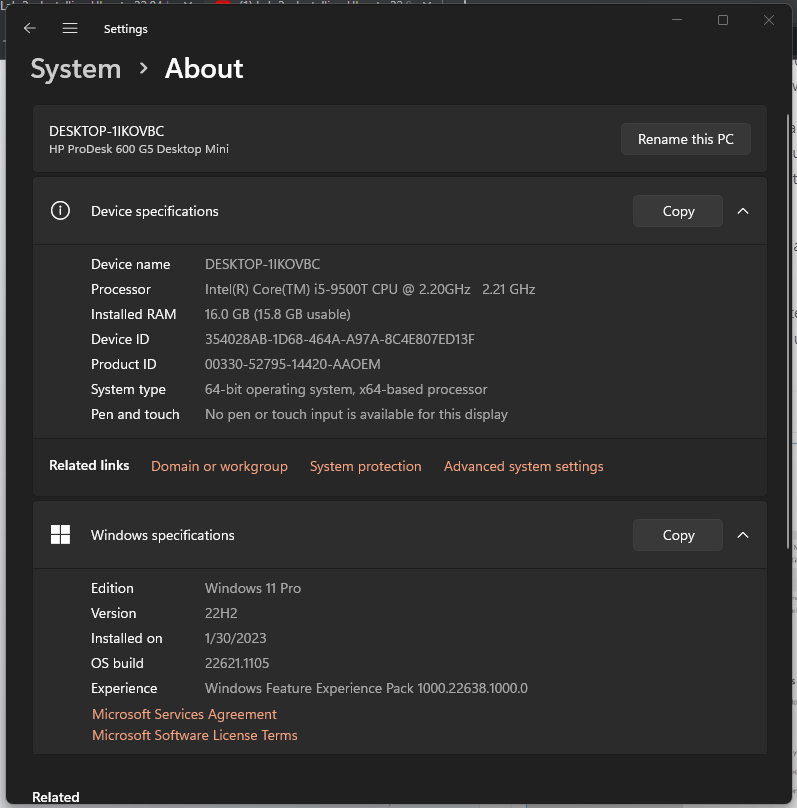 Settings
System > About
DESKTOP-1IKOVBC
HP ProDesk 600 G5 Desktop Mini
Rename this PC
Device specifications
Copy
Device name DESKTOP-1IKOVBC
Processor Intel(R) Core(TM) i5-9500T CPU @ 2.20GHz 2.21 GHz
Installed RAM 16.0 GB (15.8 GB usable)
Device ID 354028AB-1D68-464A-A97A-8C4E807ED13F
Product ID 00330-52795-14420-AAOEM
System type 64-bit operating system, x64-based processor
Pen and touch No pen or touch input is available for this display
Related links Domain or workgroup System protection Advanced system settings
Windows specifications
Copy
Edition Windows 11 Pro
Version 22H2
Installed on 1/30/2023
OS build 22621.1105
Experience Windows Feature Experience Pack 1000.22638.1000.0
Microsoft Services Agreement
Microsoft Software License Terms
Related